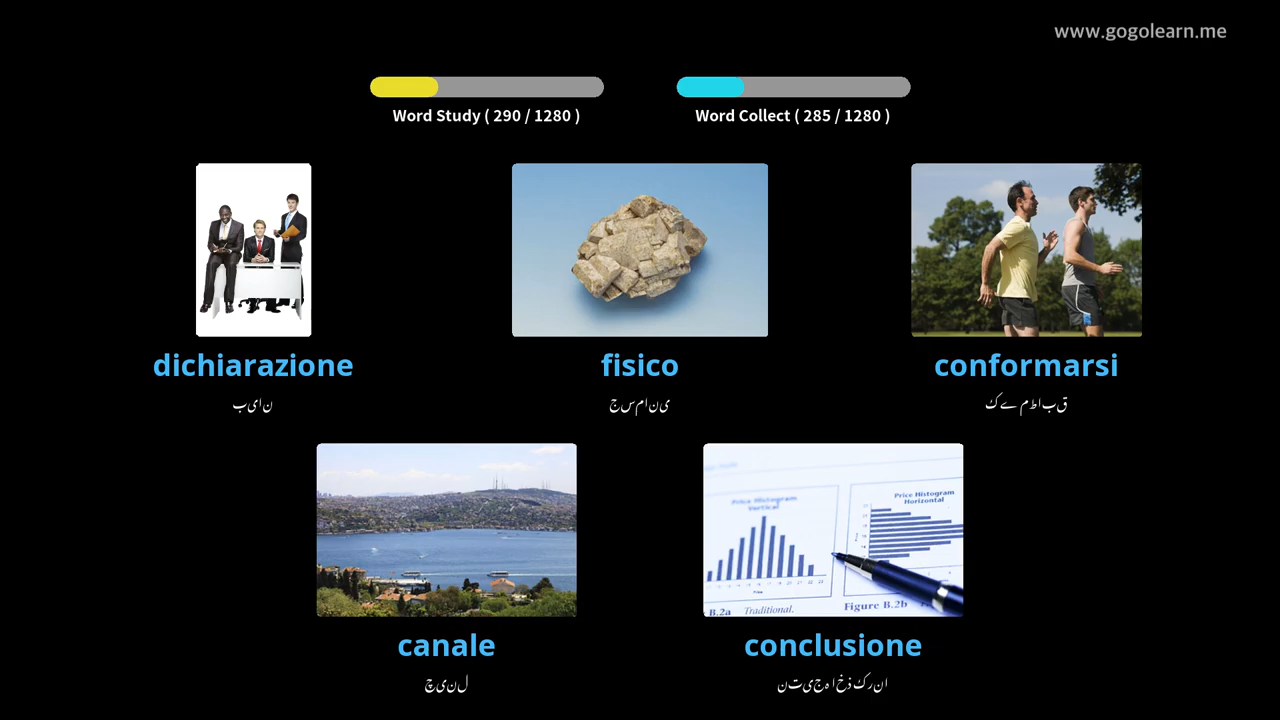 www.gogolearn.me
Word Study ( 290 / 1280 )
Word Collect ( 285 / 1280 )
dichiarazione
بیان
fisico
جسمانی
conformarsi
کے مطابق
Price Histogram
Vertical
Price Histogram
Horizontal
B.2a Traditional.
Figure B.2b
canale
چینل
conclusione
نتیجہ اخذ کرنا